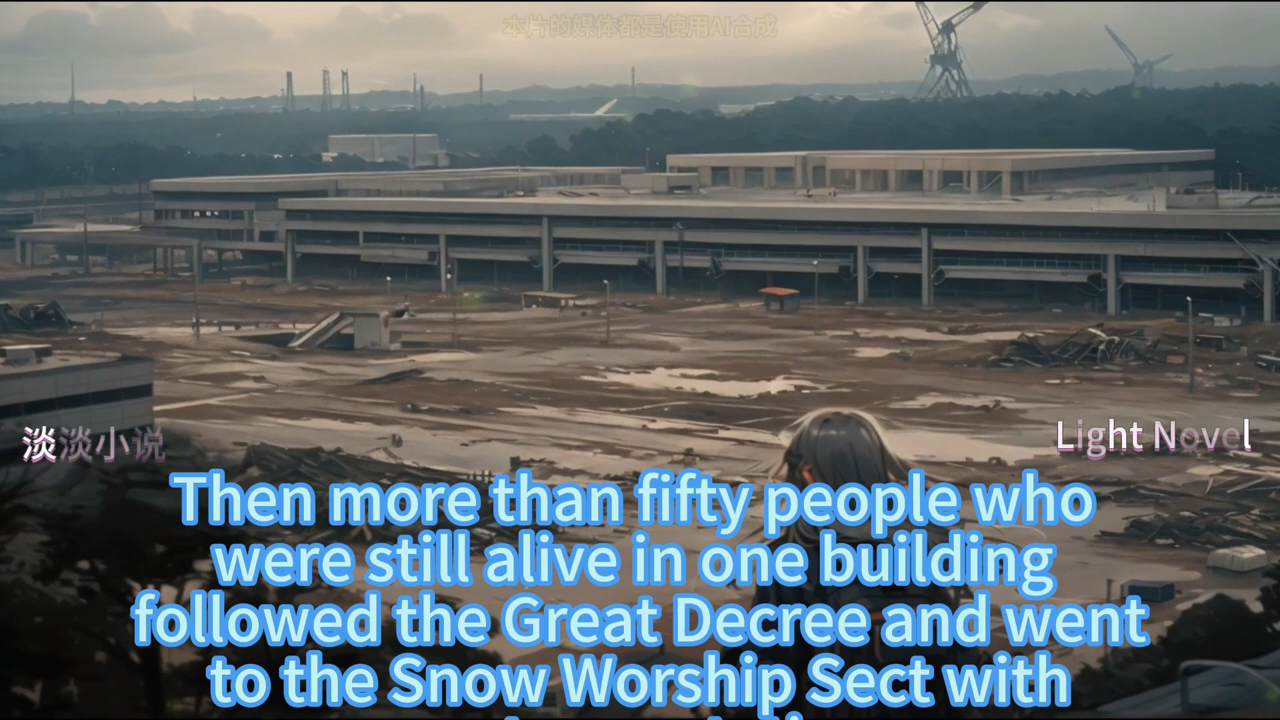 本片的媒体都是使用AI合成
淡淡小说
Light Novel
Then more than fifty people who
were still alive in one building
followed the Great Decree and went
to the Snow Worship Sect with